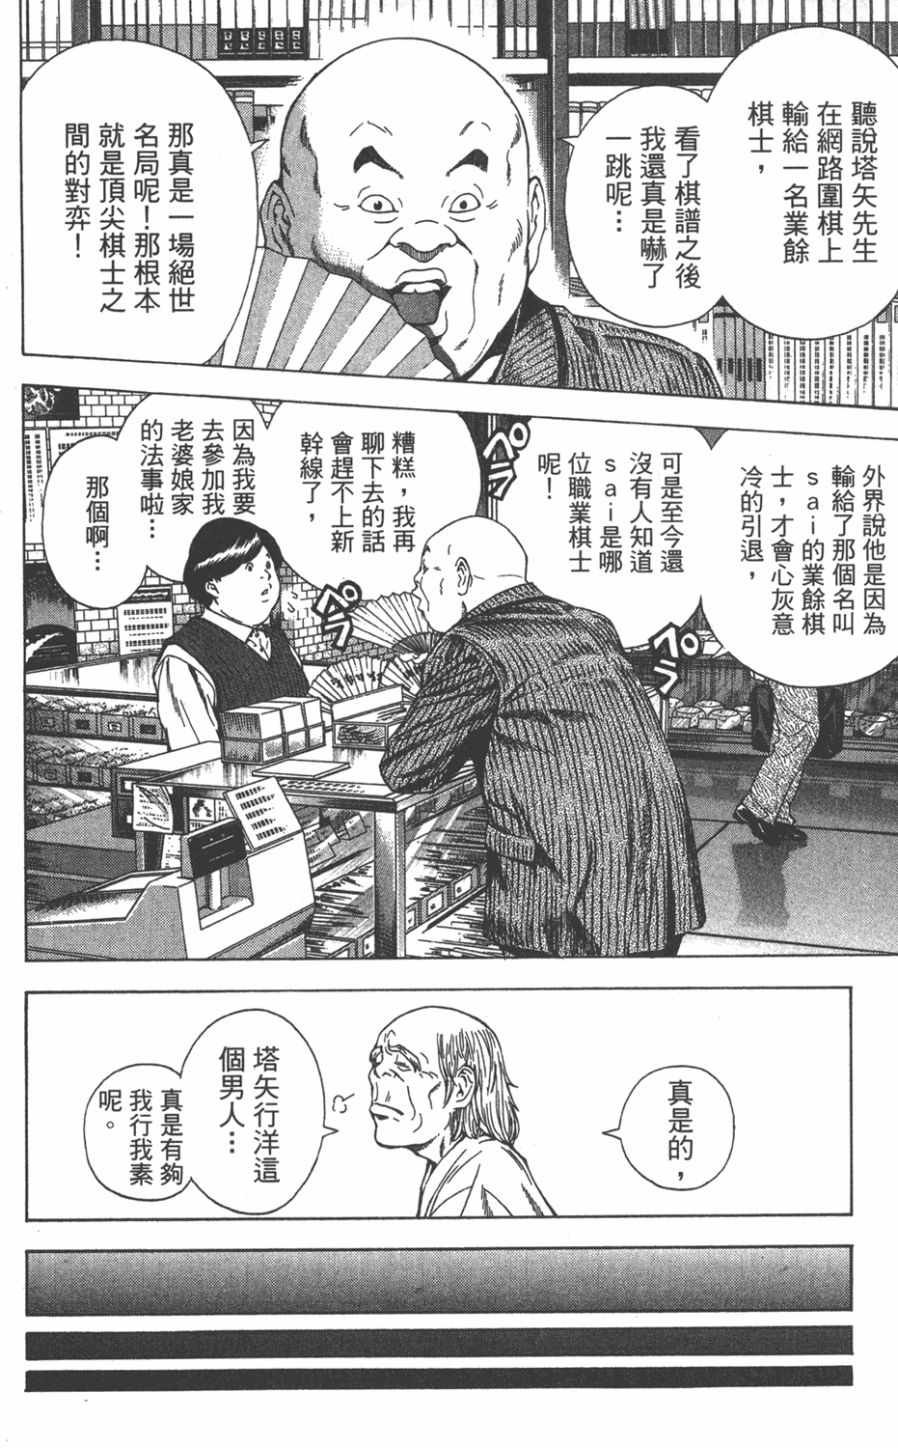 聽說塔矢先生
在網路圍棋上
輸給一名業餘
棋士，
看了棋譜之後
我還真是嚇了
一跳呢…
那真是一場絕世
名局呢！那根本
就是頂尖棋士之
間的對弈！
外界說他是因為
輸給了那個名叫
sai的業餘棋
士，才會心灰意
冷的引退，
可是至今還
沒有人知道
sai是哪
位職業棋士
呢！
糟糕，我再
聊下去的話
會趕不上新
幹線了，
因為我要
去參加我
老婆娘家
的法事啦…
那個啊…
ペラ
ペラ
ペラ
真是的，
塔矢行洋這
個男人…
真是有夠
我行我素
呢。